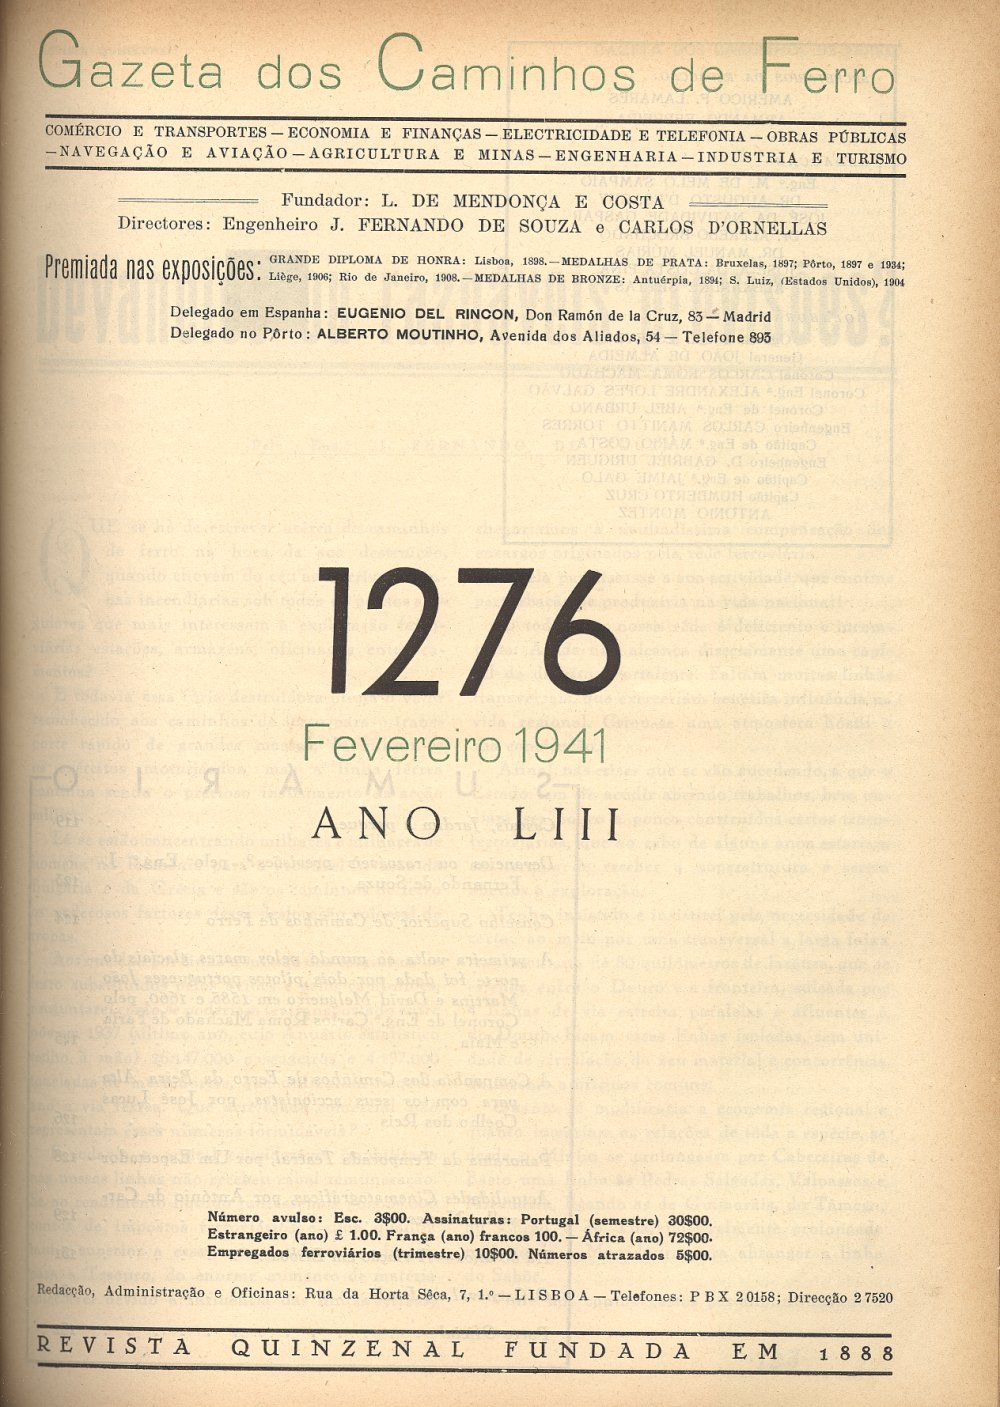 Gazeta dos Caminhos de Ferro
COMÉRCIO E TRANSPORTES — ECONOMIA E FINANÇAS — ELECTRICIDADE E TELEFONIA — OBRAS PÚBLICAS
— NAVEGAÇÃO E AVIAÇÃO — AGRICULTURA E MINAS — ENGENHARIA — INDUSTRIA E TURISMO
Fundador: L. DE MENDONÇA E COSTA
Directores: Engenheiro J. FERNANDO DE SOUZA e CARLOS D'ORNELLAS
Premiada nas exposições: GRANDE DIPLOMA DE HONRA: Lisboa, 1898. — MEDALHAS DE PRATA: Bruxelas, 1897; Pôrto, 1897 e 1934;
Liège, 1906; Rio de Janeiro, 1908. — MEDALHAS DE BRONZE: Antuérpia, 1894; S. Luiz, (Estados Unidos), 1904
Delegado em Espanha: EUGENIO DEL RINCON, Don Ramón de la Cruz, 83 — Madrid
Delegado no Pôrto: ALBERTO MOUTINHO, Avenida dos Aliados, 54 — Telefone 893
1276
Fevereiro 1941
ANO LIII
Número avulso: Esc. 3$00. Assinaturas: Portugal (semestre) 30$00.
Estrangeiro (ano) £ 1.00. França (ano) francos 100. — África (ano) 72$00.
Empregados ferroviários (trimestre) 10$00. Números atrazados 5$00.
Redacção, Administração e Oficinas: Rua da Horta Sêca, 7, 1.º — LISBOA — Telefones: PBX 20158; Direcção 27520
REVISTA QUINZENAL FUNDADA EM 1888